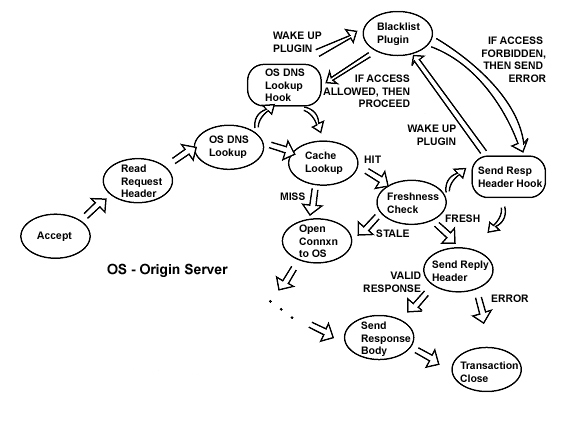 Blacklist
Plugin
WAKE UP
PLUGIN
IF ACCESS
FORBIDDEN,
THEN SEND
ERROR
OS DNS
Lookup
Hook
IF ACCESS
ALLOWED, THEN
PROCEED
WAKE UP
PLUGIN
OS DNS
Lookup
Cache
Lookup
HIT
Send Resp
Header Hook
Read
Request
Header
MISS
Freshness
Check
Accept
Open
Connxn
to OS
STALE
FRESH
OS - Origin Server
Send Reply
Header
VALID
RESPONSE
ERROR
Send
Response
Body
Transaction
Close